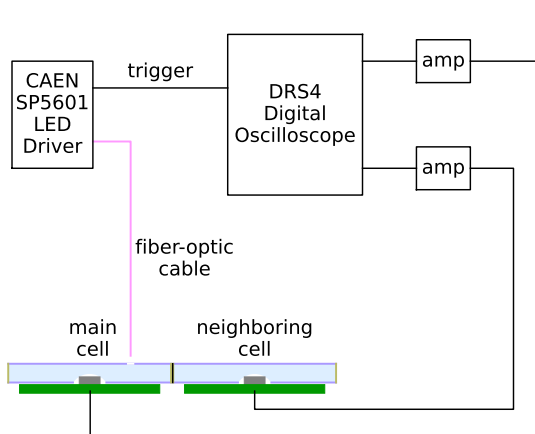 CAEN
SP5601
LED
Driver
trigger
DRS4
Digital
Oscilloscope
amp
amp
fiber-optic
cable
main
cell
neighboring
cell